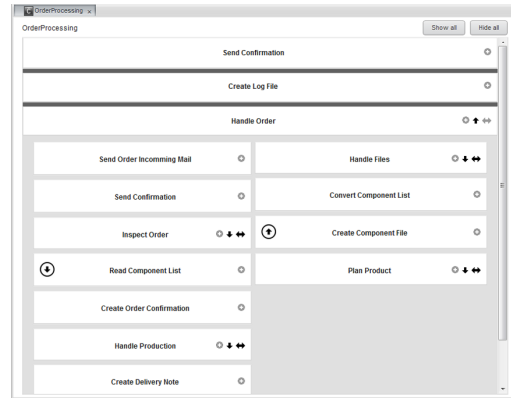 OrderProcessing
OrderProcessing
Show all
Hide all
Send Confirmation
Create Log File
Handle Order
Send Order Incomming Mail
Handle Files
Send Confirmation
Convert Component List
Inspect Order
Create Component File
Read Component List
Plan Product
Create Order Confirmation
Handle Production
Create Delivery Note